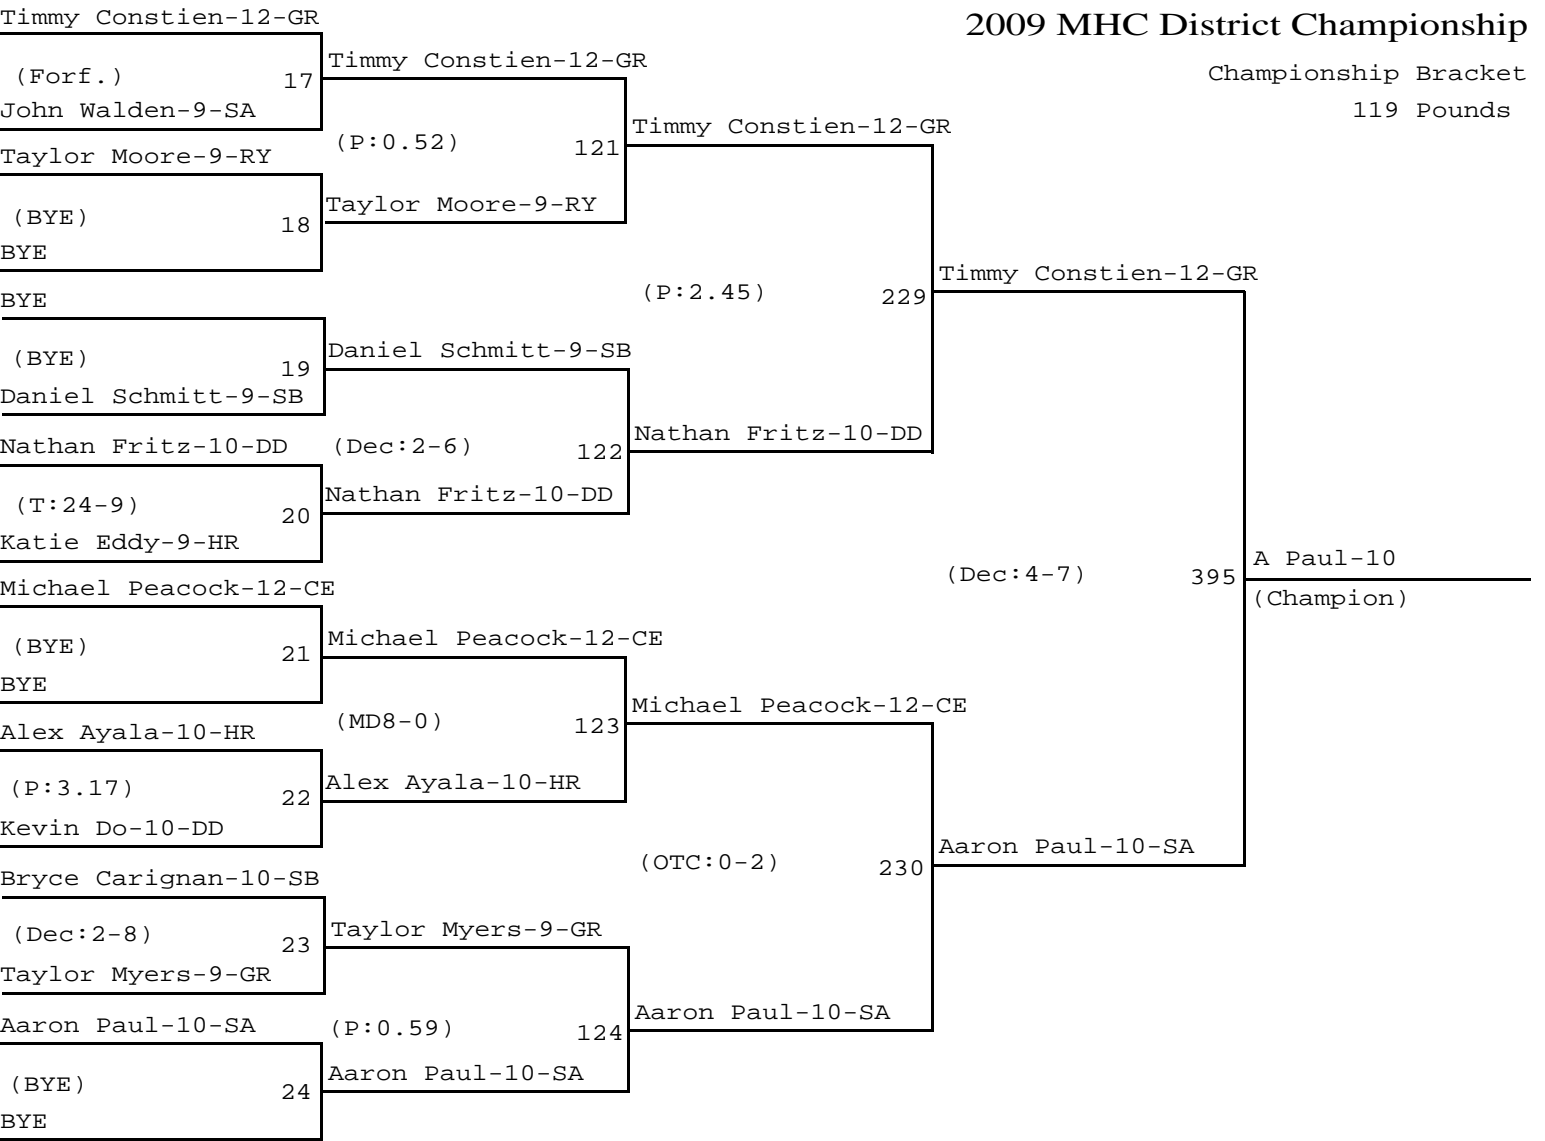 2009 MHC District Championship
Championship Bracket
119 Pounds
Timmy Constien-12-GR
(Forf.)
17
John Walden-9-SA
Taylor Moore-9-RY
(BYE)
18
BYE
BYE
(BYE)
19
Daniel Schmitt-9-SB
Nathan Fritz-10-DD
(T:24-9)
20
Katie Eddy-9-HR
Michael Peacock-12-CE
(BYE)
21
BYE
Alex Ayala-10-HR
(P:3.17)
22
Kevin Do-10-DD
Bryce Carignan-10-SB
(Dec:2-8)
23
Taylor Myers-9-GR
Aaron Paul-10-SA
(BYE)
24
BYE
Timmy Constien-12-GR
(P:0.52)
121
Taylor Moore-9-RY
Daniel Schmitt-9-SB
(Dec:2-6)
122
Nathan Fritz-10-DD
Michael Peacock-12-CE
(MD8-0)
123
Alex Ayala-10-HR
Taylor Myers-9-GR
(P:0.59)
124
Aaron Paul-10-SA
Timmy Constien-12-GR
(P:2.45)
229
Nathan Fritz-10-DD
Michael Peacock-12-CE
(OTC:0-2)
230
Aaron Paul-10-SA
Timmy Constien-12-GR
(Dec:4-7)
395
Aaron Paul-10-SA
A Paul-10
(Champion)